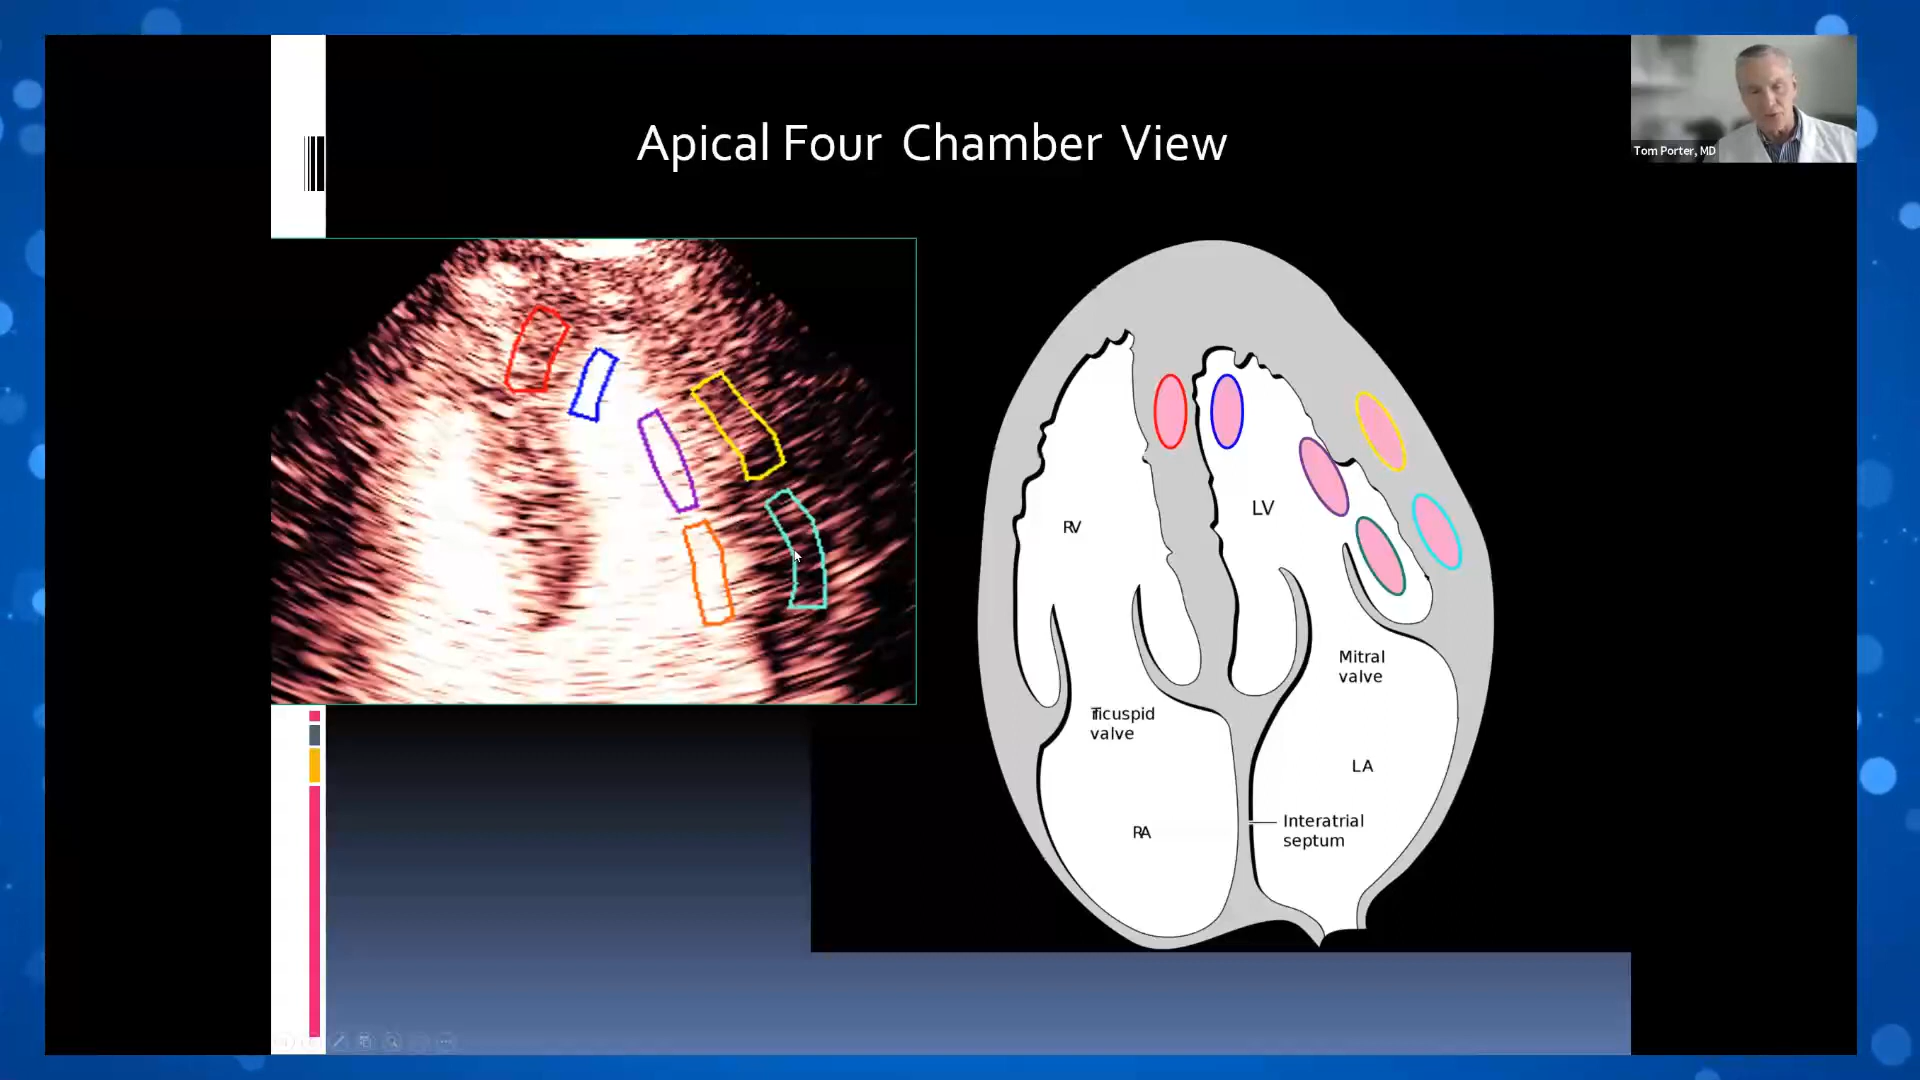 Apical Four Chamber View
Tom Porter, MD
RV
LV
Mitral
valve
Tricuspid
valve
LA
RA
Interatrial
septum